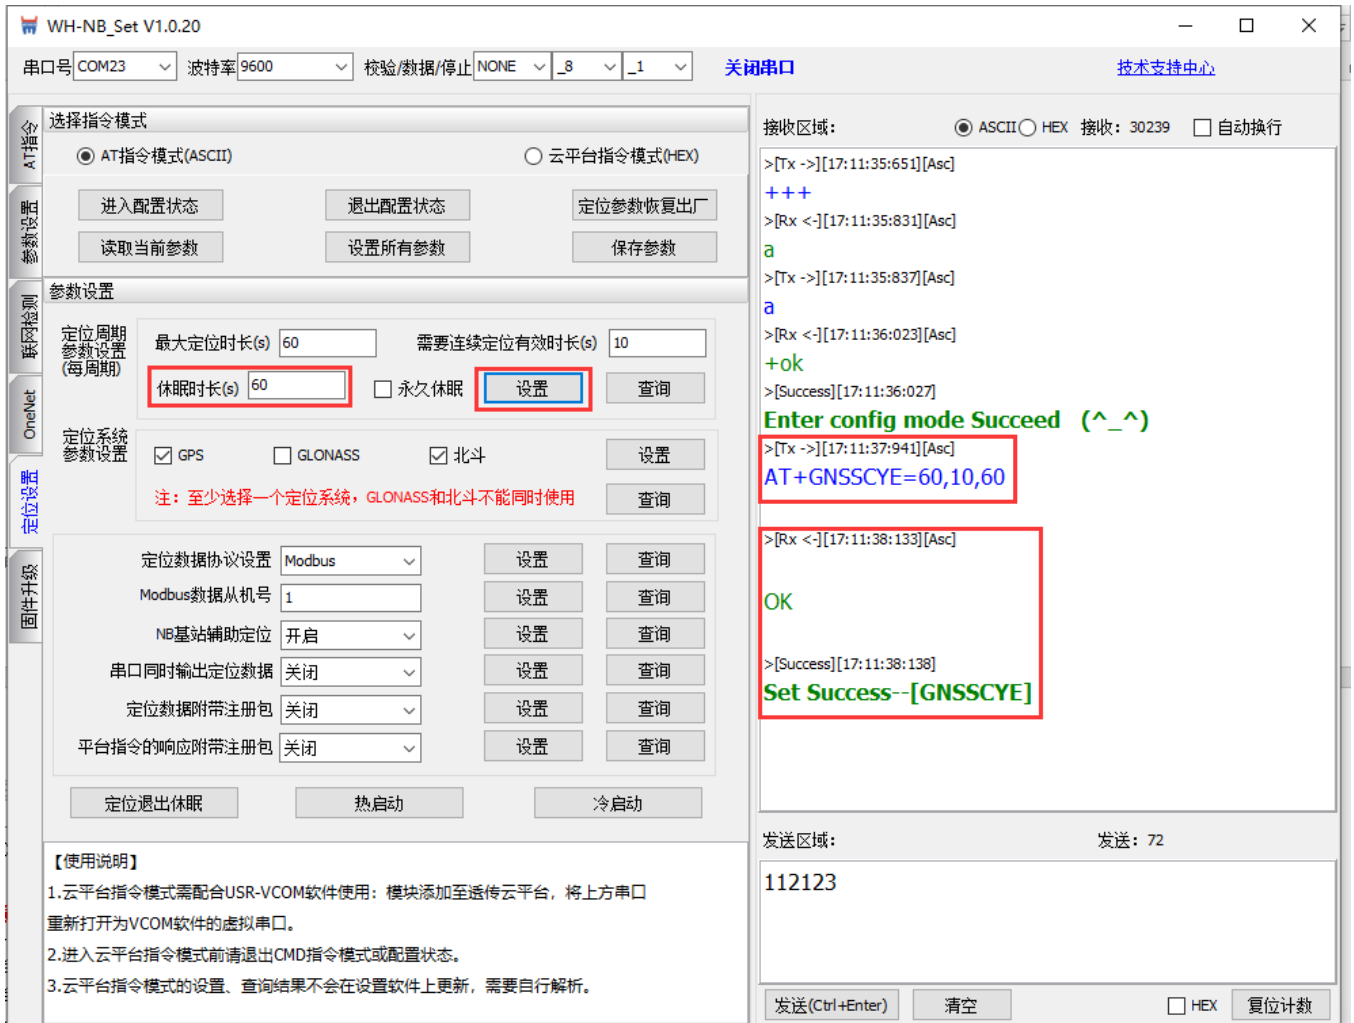 WH-NB_Set V1.0.20
串口号 COM23 波特率 9600 校验/数据/停止 NONE _8 _1 关闭串口 技术支持中心
AT指令
参数设置
联网检测
OneNet
定位设置
固件升级
选择指令模式
AT指令模式(ASCII) 云平台指令模式(HEX)
进入配置状态 退出配置状态 定位参数恢复出厂
读取当前参数 设置所有参数 保存参数
参数设置
定位周期
参数设置
(每周期)
最大定位时长(s) 60 需要连续定位有效时长(s) 10
休眠时长(s) 60 永久休眠 设置 查询
定位系统
参数设置
GPS GLONASS 北斗 设置
注：至少选择一个定位系统，GLONASS和北斗不能同时使用 查询
定位数据协议设置 Modbus 设置 查询
Modbus数据从机号 1 设置 查询
NB基站辅助定位 开启 设置 查询
串口同时输出定位数据 关闭 设置 查询
定位数据附带注册包 关闭 设置 查询
平台指令的响应附带注册包 关闭 设置 查询
定位退出休眠 热启动 冷启动
【使用说明】
1.云平台指令模式需配合USR-VCOM软件使用：模块添加至透传云平台，将上方串口
重新打开为VCOM软件的虚拟串口。
2.进入云平台指令模式前请退出CMD指令模式或配置状态。
3.云平台指令模式的设置、查询结果不会在设置软件上更新，需要自行解析。
接收区域： ASCII HEX 接收：30239 自动换行
>[Tx ->][17:11:35:651][Asc]
+++
>[Rx <-][17:11:35:831][Asc]
a
>[Tx ->][17:11:35:837][Asc]
a
>[Rx <-][17:11:36:023][Asc]
+ok
>[Success][17:11:36:027]
Enter config mode Succeed (^_^)
>[Tx ->][17:11:37:941][Asc]
AT+GNSSCYE=60,10,60
>[Rx <-][17:11:38:133][Asc]
OK
>[Success][17:11:38:138]
Set Success--[GNSSCYE]
发送区域： 发送：72
112123
发送(Ctrl+Enter) 清空 HEX 复位计数